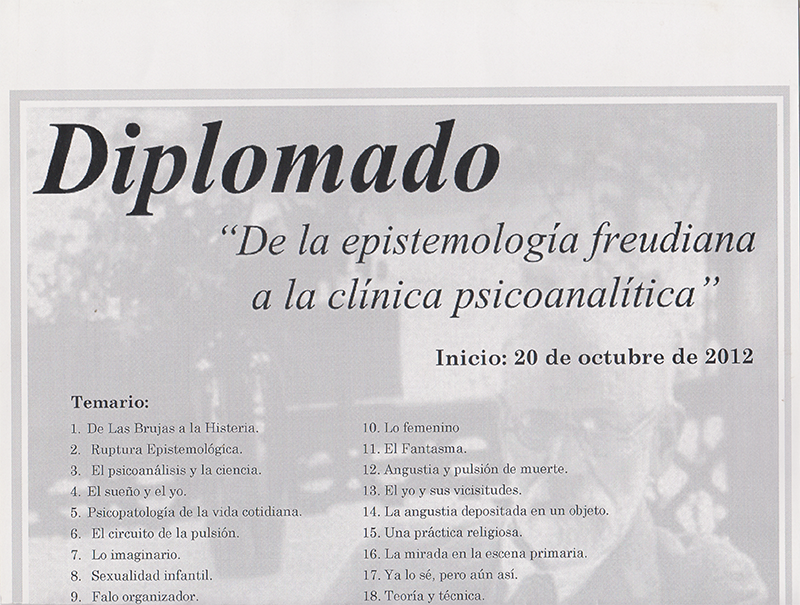 Diplomado
“De la epistemología freudiana
a la clínica psicoanalítica”
Inicio: 20 de octubre de 2012
Temario:
1. De Las Brujas a la Histeria.
2. Ruptura Epistemológica.
3. El psicoanálisis y la ciencia.
4. El sueño y el yo.
5. Psicopatología de la vida cotidiana.
6. El circuito de la pulsión.
7. Lo imaginario.
8. Sexualidad infantil.
9. Falo organizador.
10. Lo femenino
11. El Fantasma.
12. Angustia y pulsión de muerte.
13. El yo y sus vicisitudes.
14. La angustia depositada en un objeto.
15. Una práctica religiosa.
16. La mirada en la escena primaria.
17. Ya lo sé, pero aún así.
18. Teoría y técnica.